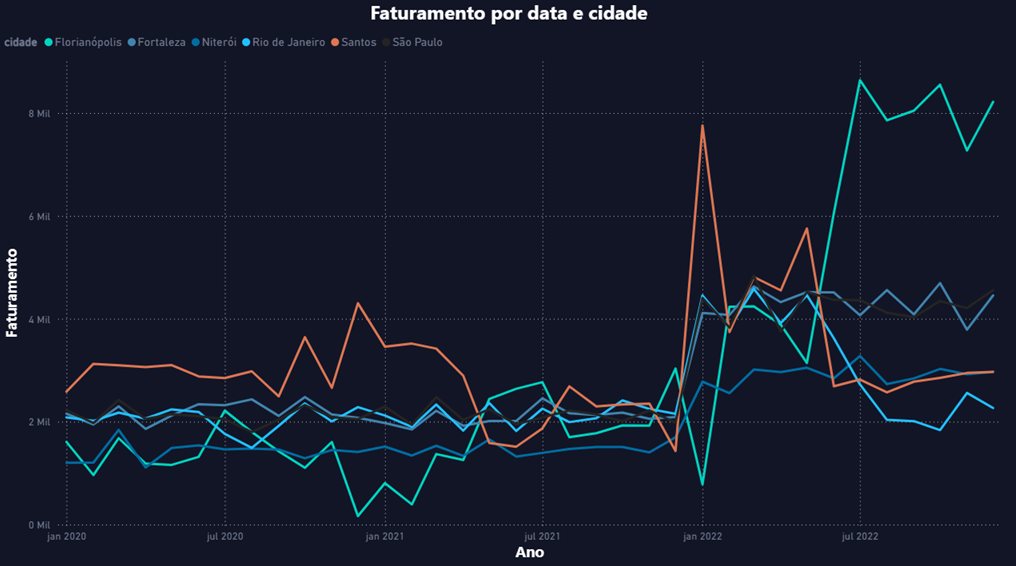 Faturamento por data e cidade
cidade Florianópolis Fortaleza Niterói Rio de Janeiro Santos São Paulo
8 Mil
6 Mil
4 Mil
2 Mil
0 Mil
Faturamento
jan 2020 jul 2020 jan 2021 jul 2021 jan 2022 jul 2022
Ano